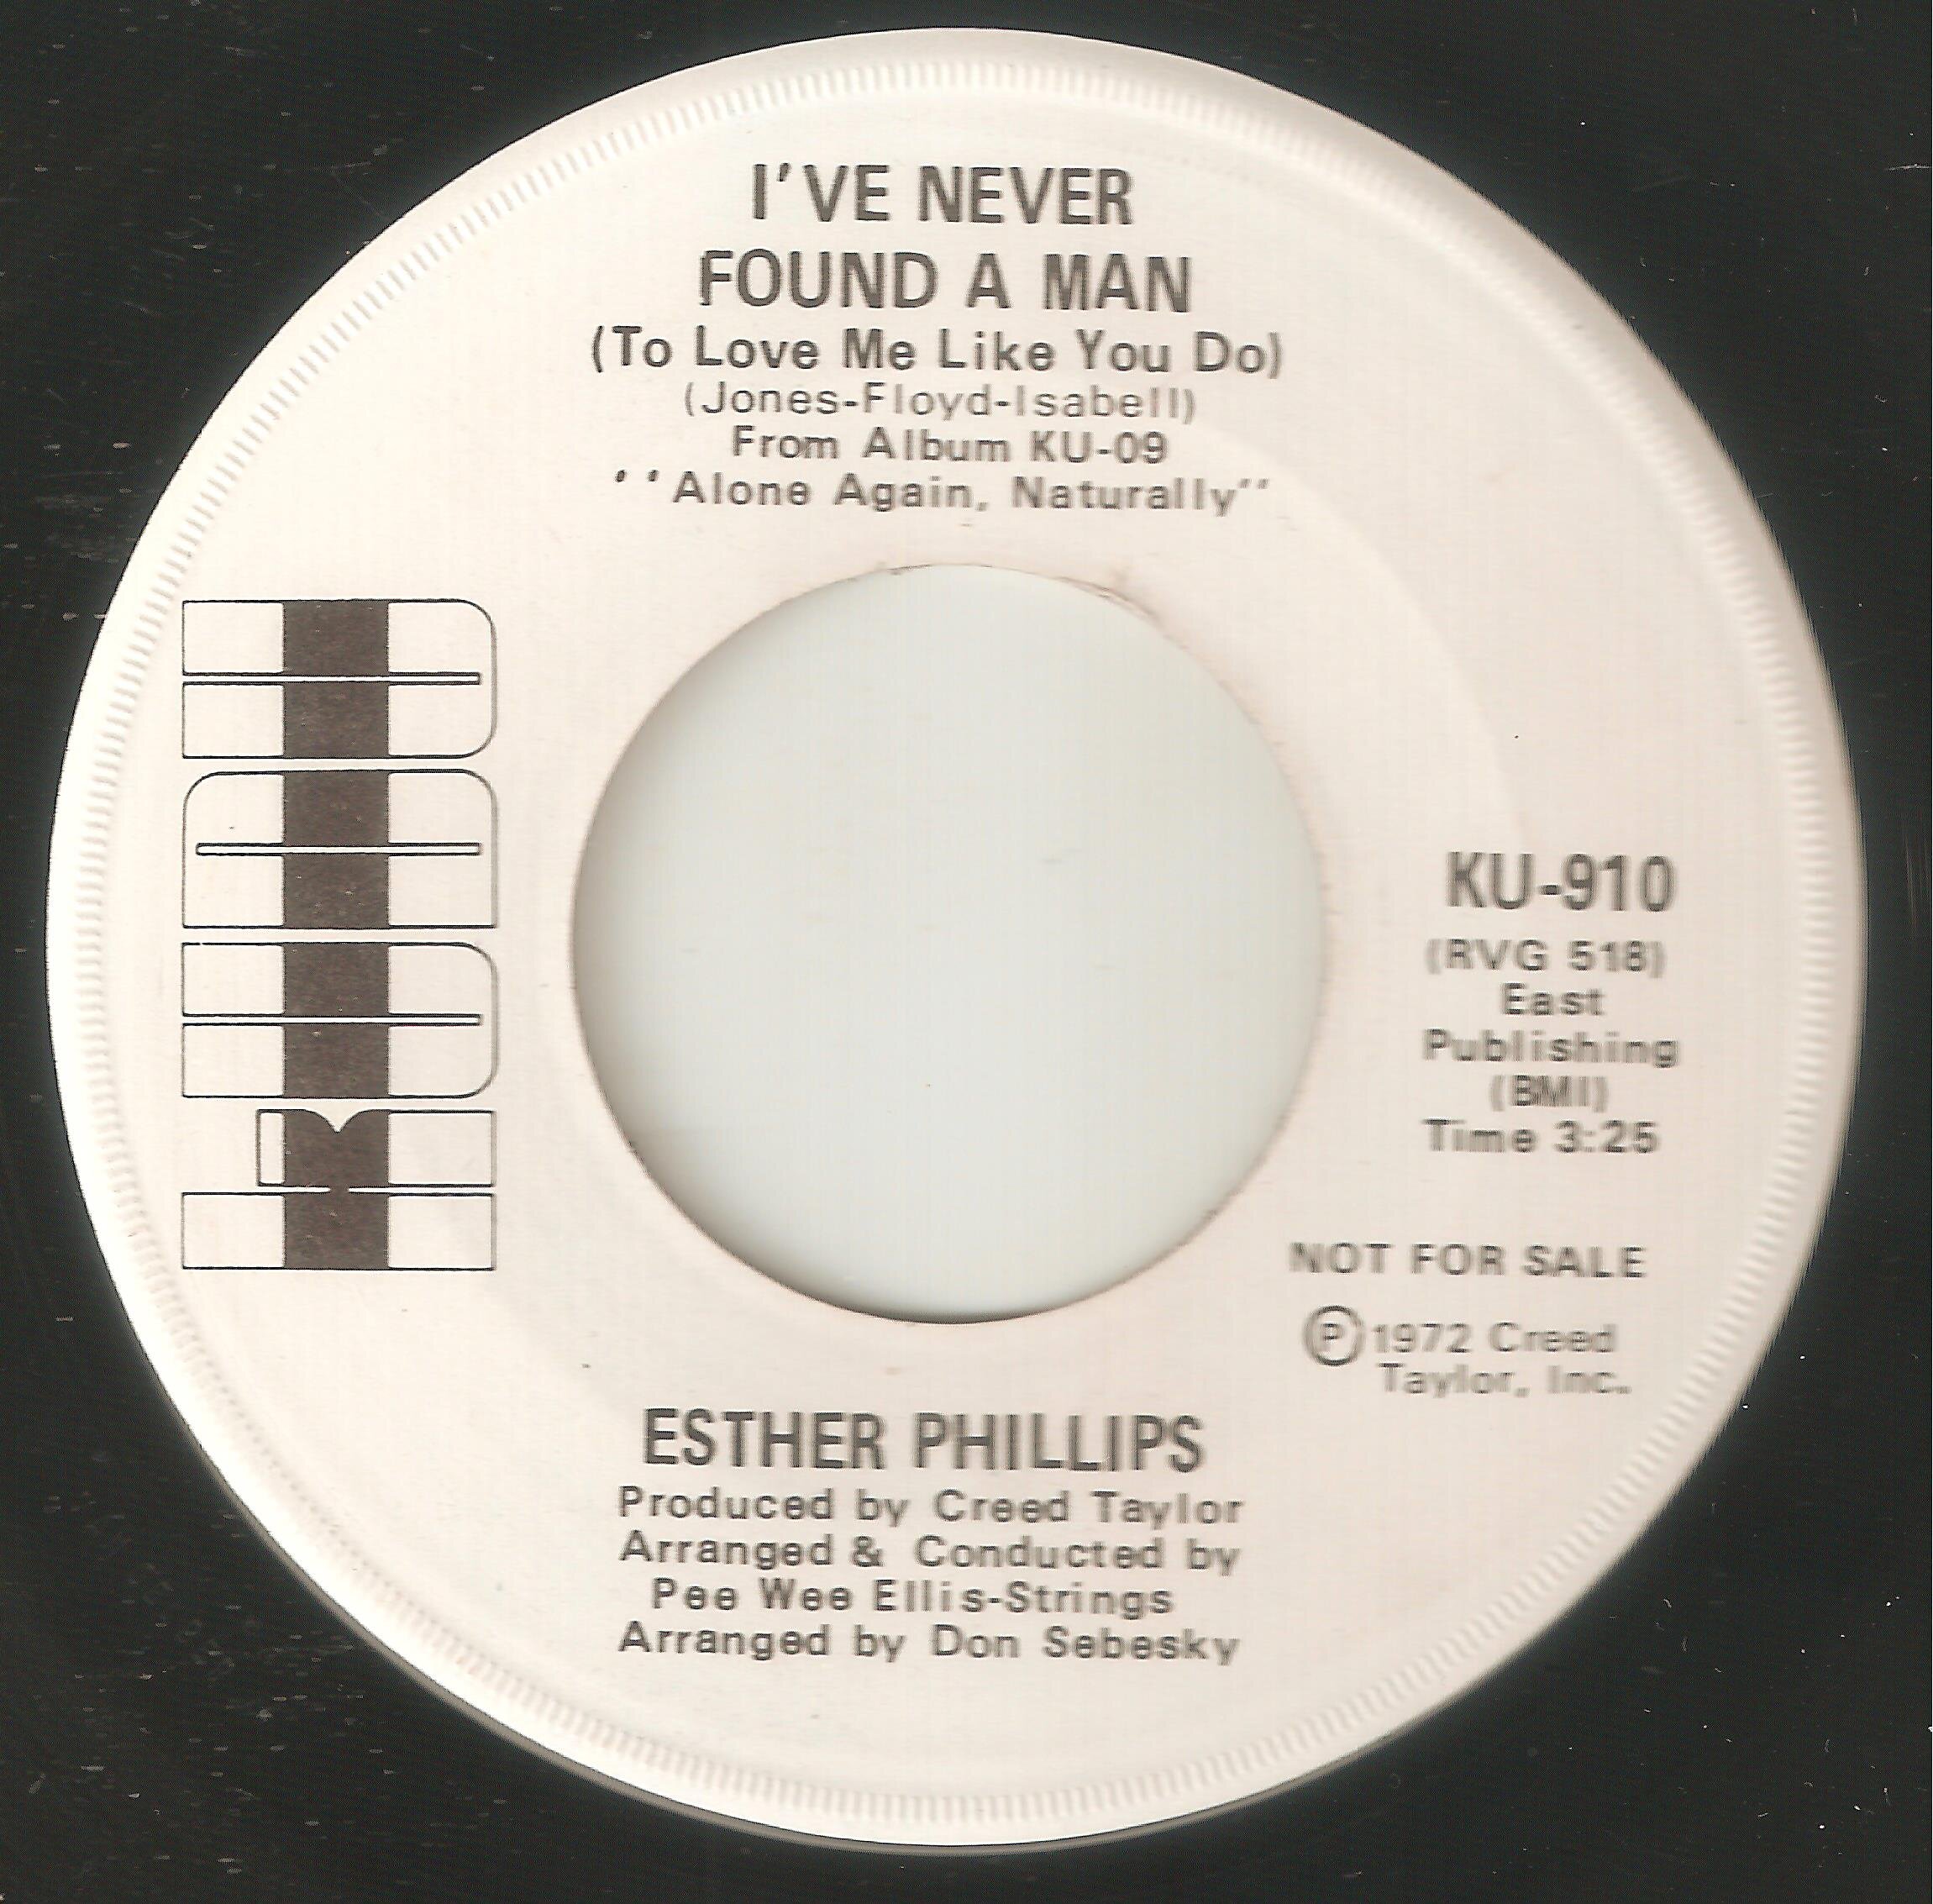 I'VE NEVER
FOUND A MAN
(To Love Me Like You Do)
(Jones-Floyd-Isabell)
From Album KU-09
''Alone Again, Naturally''
KUDU
KU-910
(RVG 518)
East
Publishing
(BMI)
Time 3:25
NOT FOR SALE
Ⓟ1972 Creed
Taylor, Inc.
ESTHER PHILLIPS
Produced by Creed Taylor
Arranged & Conducted by
Pee Wee Ellis-Strings
Arranged by Don Sebesky